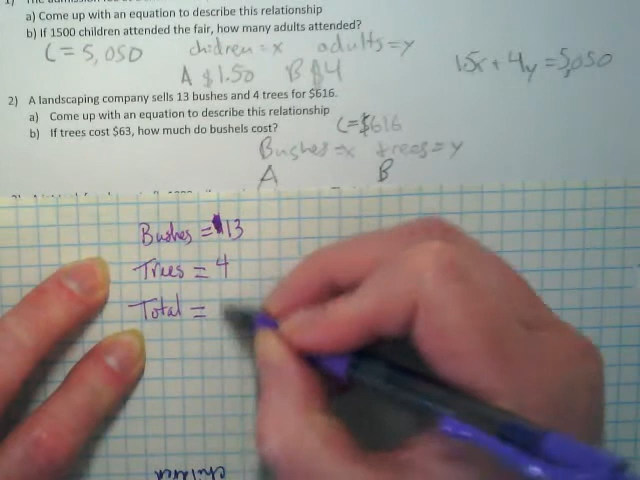 a) Come up with an equation to describe this relationship
b) If 1500 children attended the fair, how many adults attended?
C = 5,050 children = x adults = y
A $1.50 B $4 1.5x + 4y = 5,050
2) A landscaping company sells 13 bushes and 4 trees for $616.
a) Come up with an equation to describe this relationship
b) If trees cost $63, how much do bushels cost?
C = $616
Bushes = x trees = y
A B
Bushes = 13
Trees = 4
Total =
children